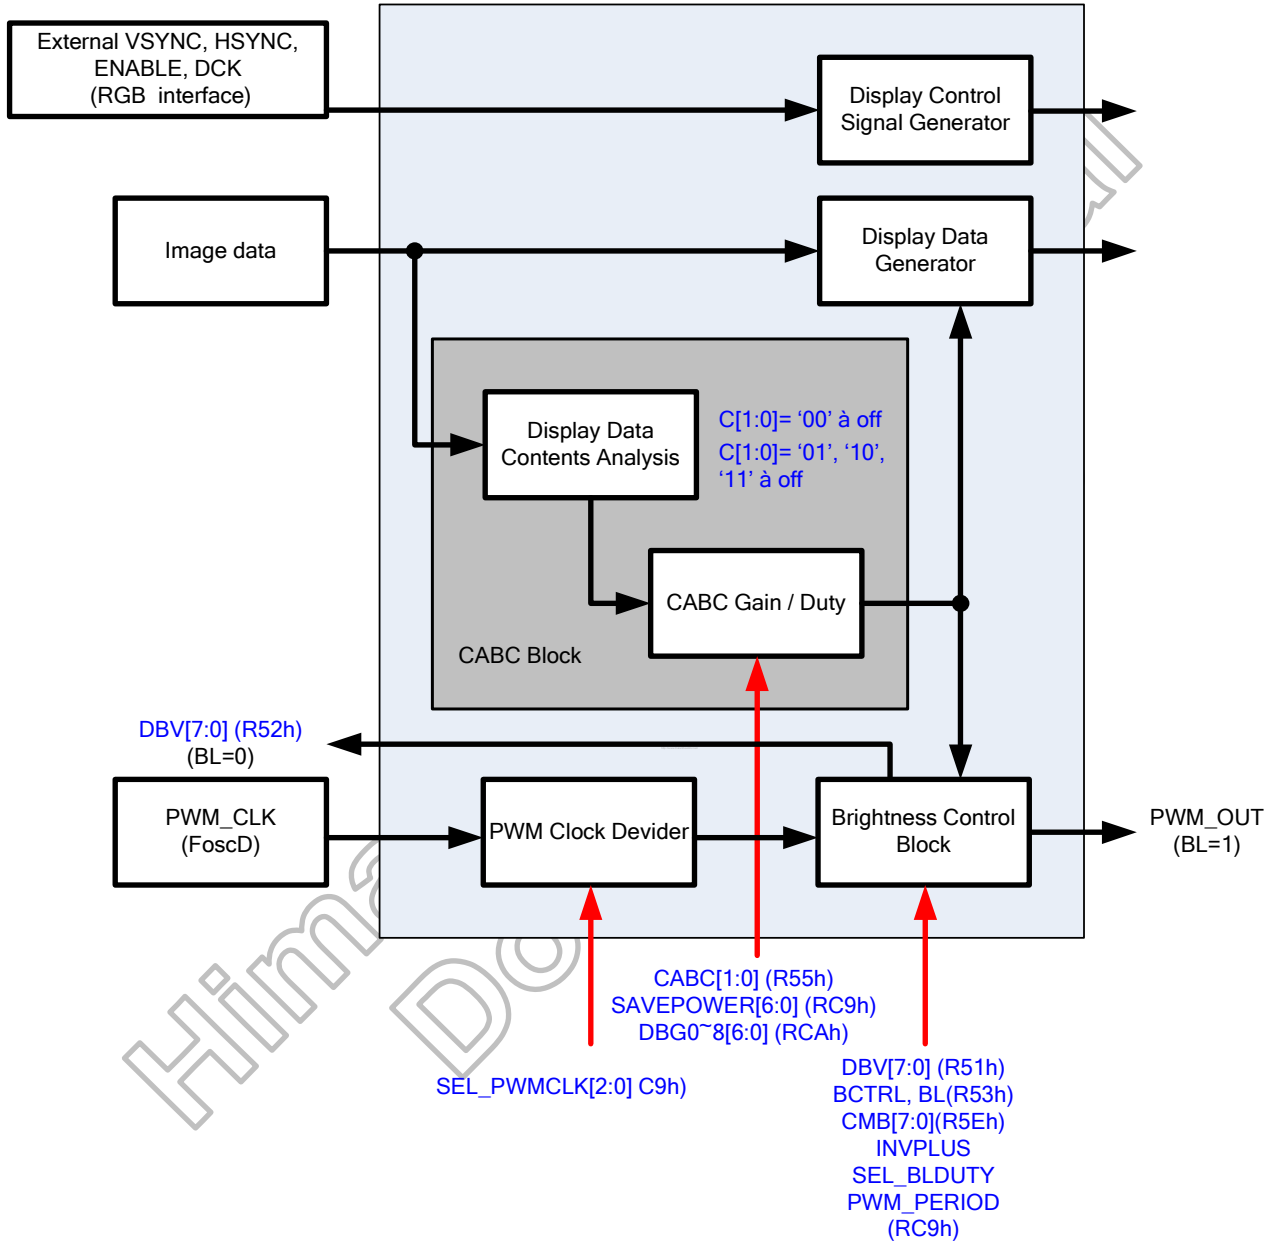 External VSYNC, HSYNC,
ENABLE, DCK
(RGB interface)
Display Control
Signal Generator
Image data
Display Data
Generator
Display Data
Contents Analysis
C[1:0]= ‘00’ à off
C[1:0]= ‘01’, ‘10’,
‘11’ à off
CABC Gain / Duty
CABC Block
DBV[7:0] (R52h)
(BL=0)
PWM_CLK
(FoscD)
PWM Clock Devider
Brightness Control
Block
PWM_OUT
(BL=1)
CABC[1:0] (R55h)
SAVEPOWER[6:0] (RC9h)
DBG0~8[6:0] (RCAh)
SEL_PWMCLK[2:0] C9h)
DBV[7:0] (R51h)
BCTRL, BL(R53h)
CMB[7:0](R5Eh)
INVPLUS
SEL_BLDUTY
PWM_PERIOD
(RC9h)